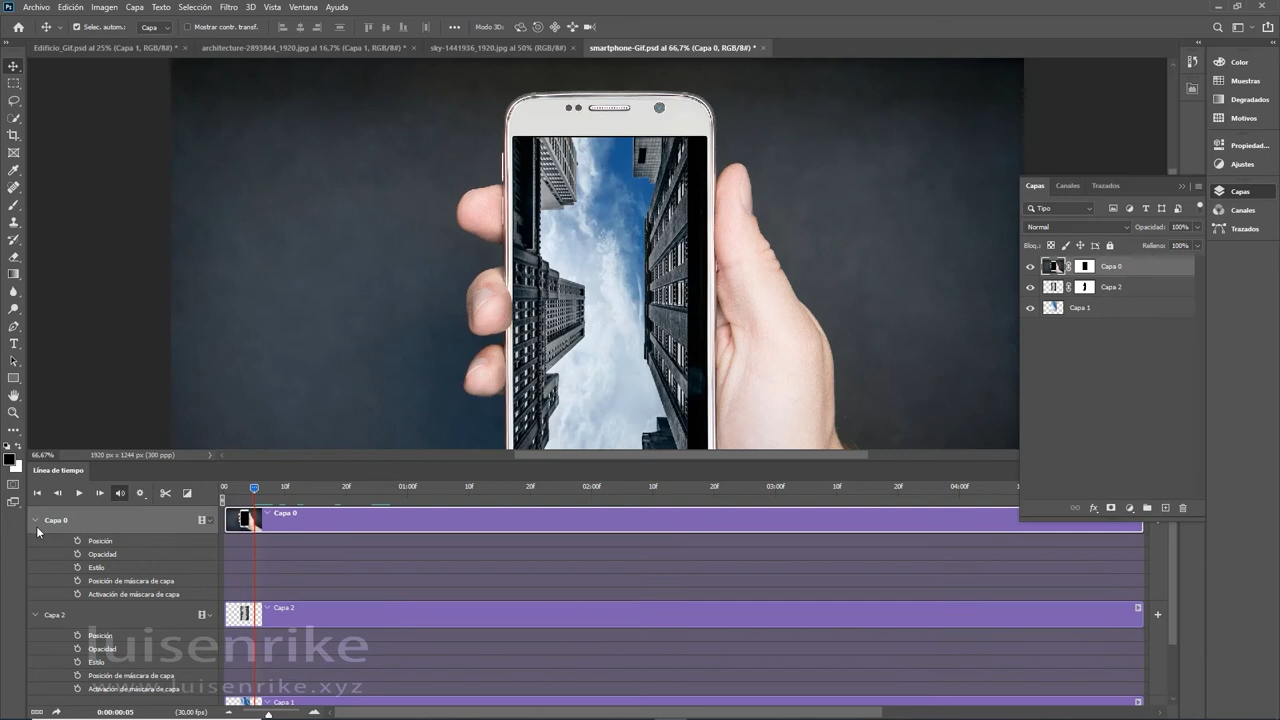 Archivo Edición Imagen Capa Texto Selección Filtro 3D Vista Ventana Ayuda
Selec. autom.: Capa Mostrar contr. transf. Modo 3D:
Edificio_Gif.psd al 25% (Capa 1, RGB/8#) * architecture-2893844_1920.jpg al 16,7% (Capa 1, RGB/8#) * sky-1441936_1920.jpg al 50% (RGB/8#) smartphone-Gif.psd al 66,7% (Capa 0, RGB/8#) *
Color
Muestras
Degradados
Motivos
Propiedad...
Ajustes
Capas
Canales
Trazados
Capas Canales Trazados
Tipo
Normal Opacidad: 100%
Bloq.: Relleno: 100%
Capa 0
Capa 2
Capa 1
66,67% 1920 px x 1244 px (300 ppp)
Línea de tiempo
00 10f 20f 01:00f 10f 20f 02:00f 10f 20f 03:00f 10f 20f 04:00f
Capa 0 Capa 0
Posición
Opacidad
Estilo
Posición de máscara de capa
Activación de máscara de capa
Capa 2 Capa 2
Posición
Opacidad
Estilo
Posición de máscara de capa
Activación de máscara de capa
luisenrike
www.luisenrike.xyz
Capa 1
0:00:00:05 (30,00 fps)